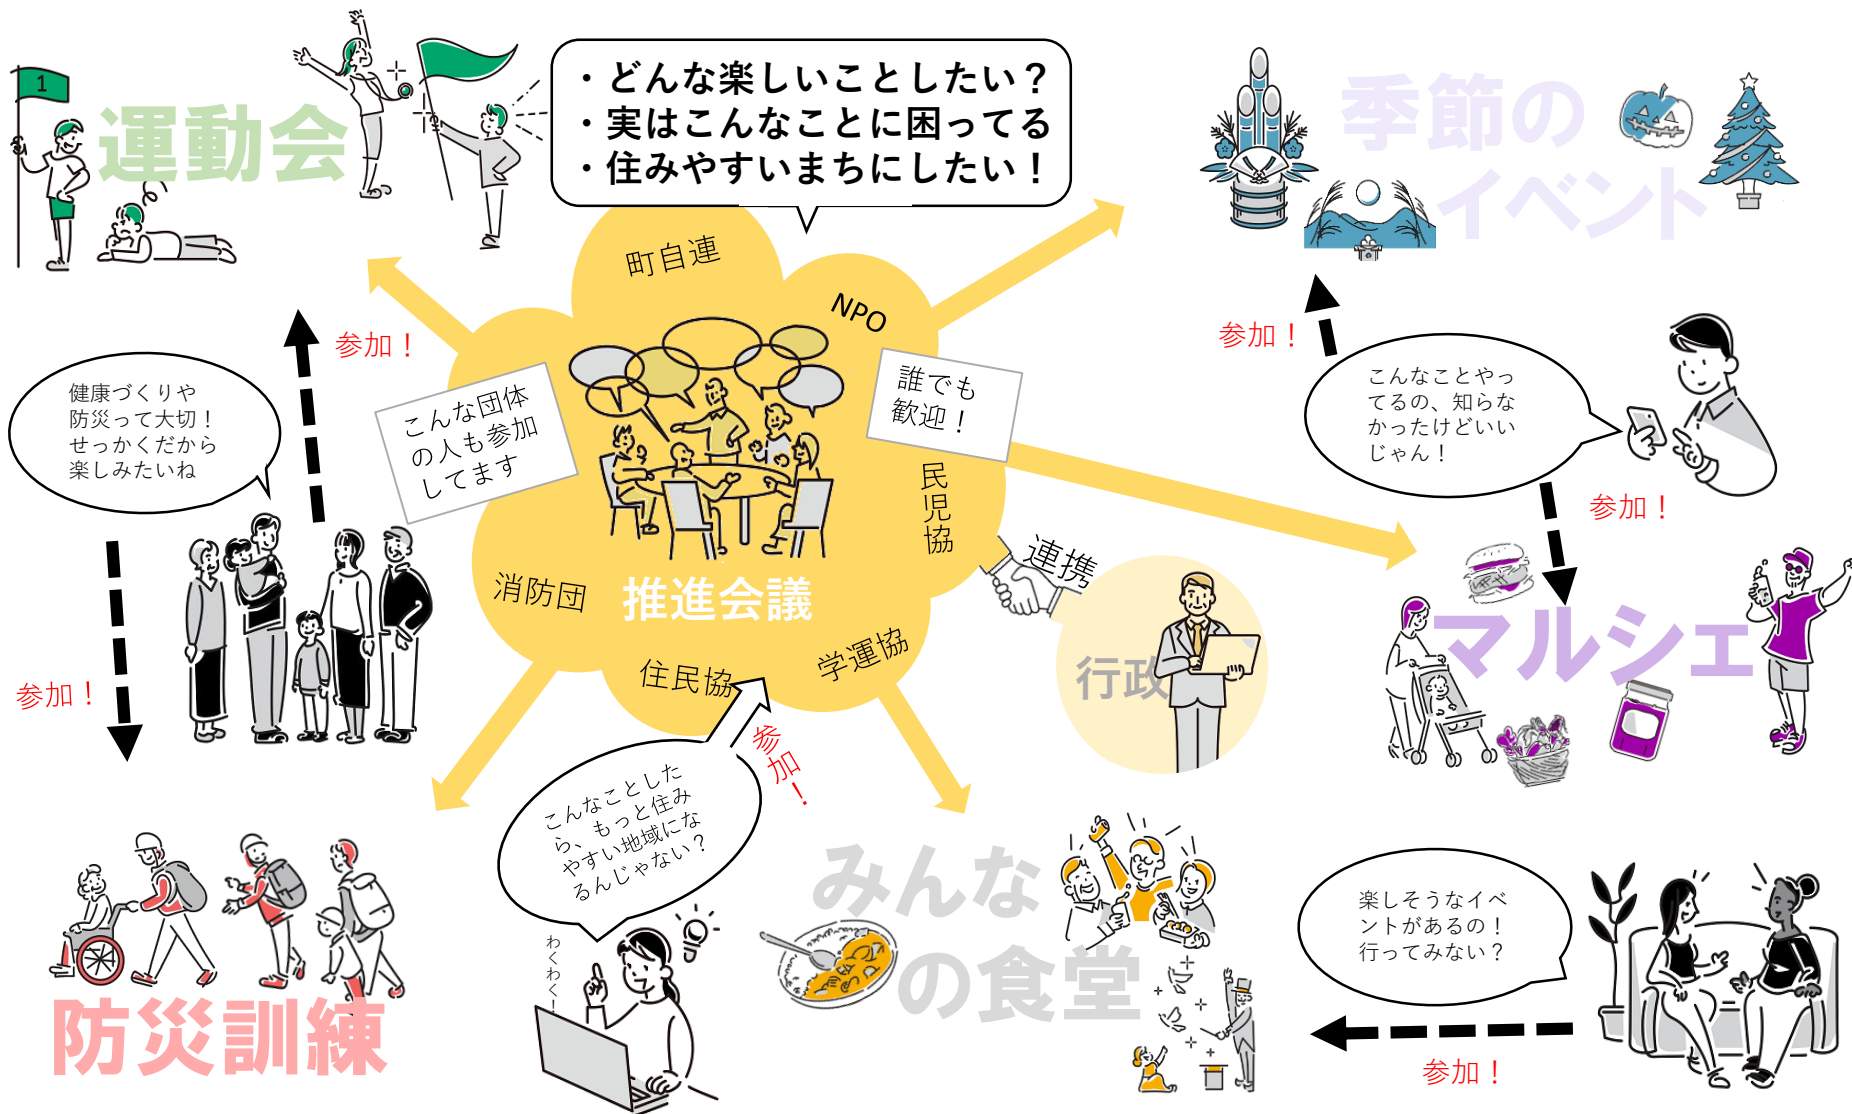 ・どんな楽しいことしたい？
・実はこんなことに困ってる
・住みやすいまちにしたい！
1
運動会
季節の
イベント
町自連
NPO
参加！
参加！
健康づくりや
防災って大切！
せっかくだから
楽しみたいね
こんな団体
の人も参加
してます
誰でも
歓迎！
こんなことやっ
てるの、知らな
かったけどいい
じゃん！
民児協
参加！
連携
消防団
推進会議
学運協
住民協
行政
マルシェ
参加！
参加！
こんなことした
ら、もっと住み
やすい地域にな
るんじゃない？
わくわく！
みんな
の食堂
楽しそうなイベ
ントがあるの！
行ってみない？
防災訓練
参加！